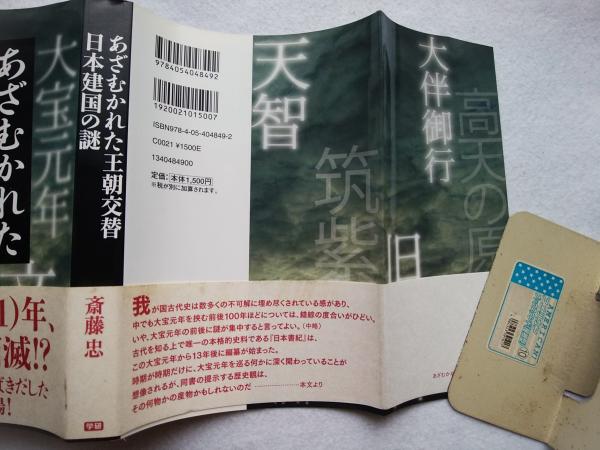 あざむかれた
大宝元年
あざむかれた王朝交替
日本建国の謎
斎藤忠
学研
1)年、
滅!?
9784054048492
1920021015007
ISBN978-4-05-404849-2
C0021 ¥1500E
1340484900
定価:本体1,500円
※税が別に加算されます。
天智
筑紫
大伴御行
高天の原
旧
我が国古代史は数多くの不可解に埋め尽くされている感があり、
中でも大宝元年を挟む前後100年ほどについては、錯綜の度合いがひどい。
いや、大宝元年の前後に謎が集中すると言ってよい。(中略)
古代を知る上で唯一の本格的史料である『日本書紀』は、
この大宝元年から13年後に編纂が始まった。
時期が時期だけに、大宝元年を巡る何かに深く関わっていることが
想像されるが、同書の提示する歴史観は、
その何物かの産物かもしれないのだ…………………本文より